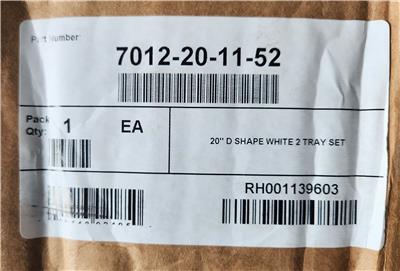 Part Number:
7012-20-11-52
Pack
Qty: 1 EA
20" D SHAPE WHITE 2 TRAY SET
RH001139603